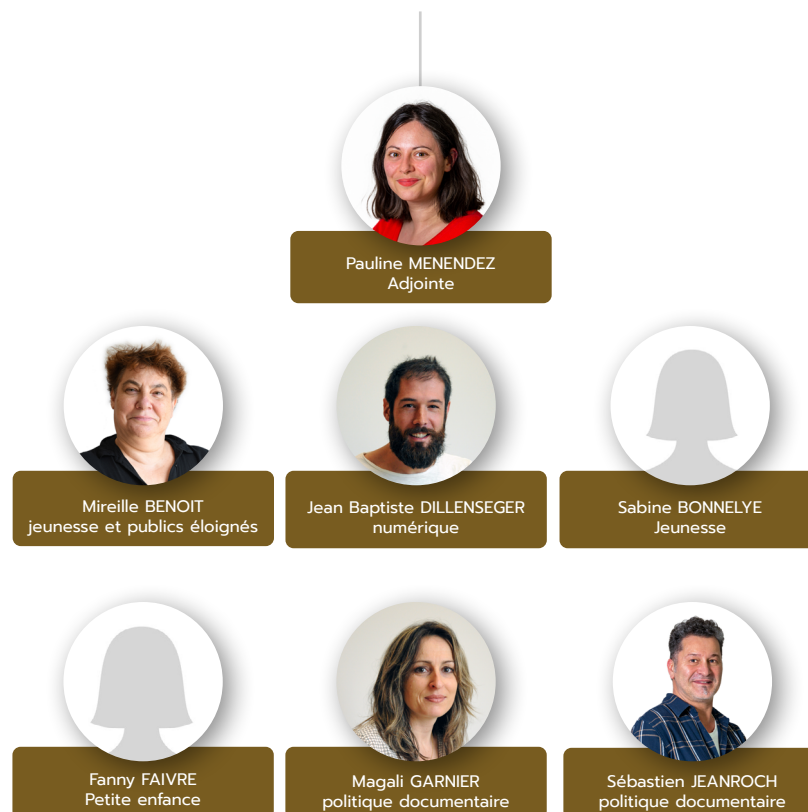 Pauline MENENDEZ
Adjointe
Mireille BENOIT
jeunesse et publics éloignés
Jean Baptiste DILLENSEGER
numérique
Sabine BONNELYE
Jeunesse
Fanny FAIVRE
Petite enfance
Magali GARNIER
politique documentaire
Sébastien JEANROCH
politique documentaire